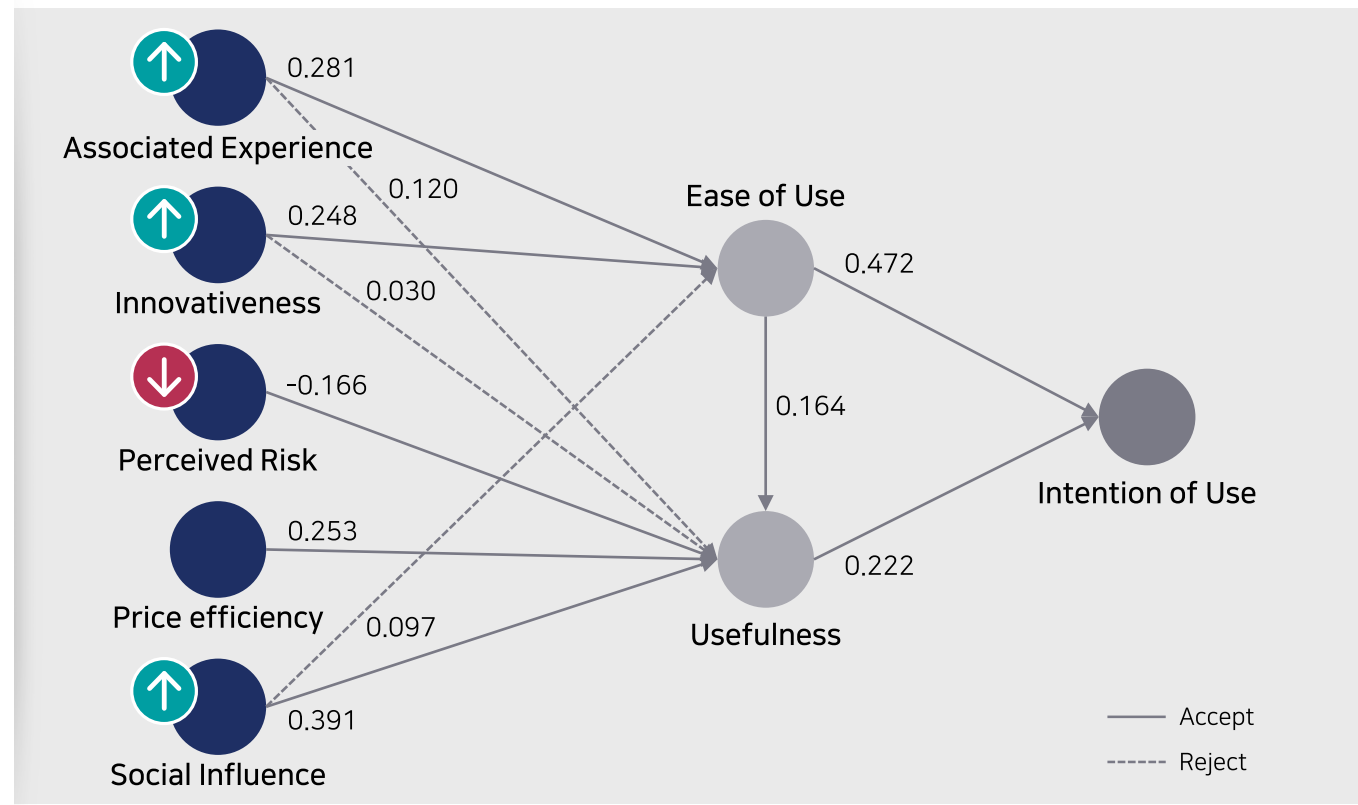 0.281
Associated Experience
0.120
Ease of Use
0.248
0.472
Innovativeness
0.030
-0.166
0.164
Perceived Risk
Intention of Use
0.253
0.222
Price efficiency
0.097
Usefulness
0.391
Accept
Social Influence
Reject